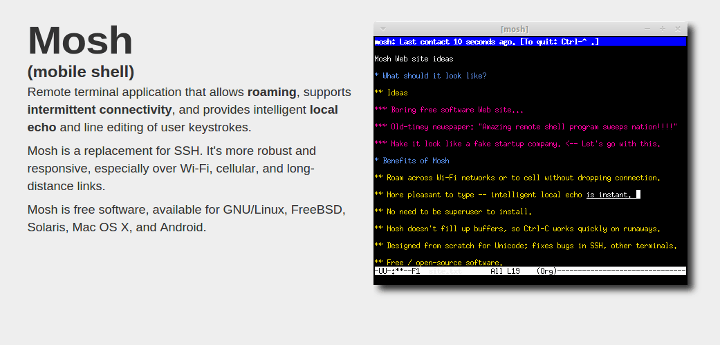 Mosh
(mobile shell)
Remote terminal application that allows roaming, supports
intermittent connectivity, and provides intelligent local
echo and line editing of user keystrokes.
Mosh is a replacement for SSH. It's more robust and
responsive, especially over Wi-Fi, cellular, and long-
distance links.
Mosh is free software, available for GNU/Linux, FreeBSD,
Solaris, Mac OS X, and Android.
[mosh]
mosh: Last contact 10 seconds ago. [To quit: Ctrl-^ .]
Mosh Web site ideas
* What should it look like?
** Ideas
*** Boring free software Web site...
*** Old-timey newspaper: "Amazing remote shell program sweeps nation!!!!"
*** Make it look like a fake startup company. <-- Let's go with this.
* Benefits of Mosh
** Roam across Wi-Fi networks or to cell without dropping connection.
** More pleasant to type -- intelligent local echo is instant.
** No need to be superuser to install.
** Mosh doesn't fill up buffers, so Ctrl-C works quickly on runaways.
** Designed from scratch for Unicode; fixes bugs in SSH, other terminals.
** Free / open-source software.
-UU-:**--F1 All L19 (Org)------------------------------